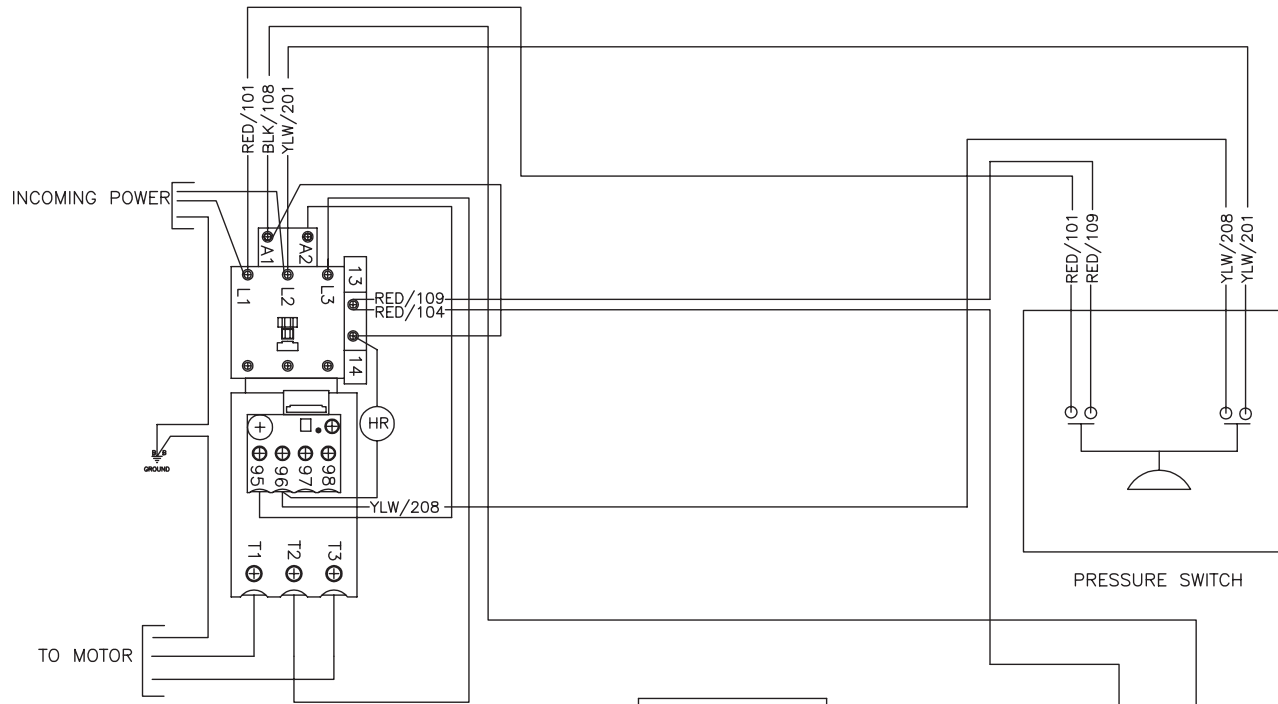 RED/101
BLK/108
YLW/201
INCOMING POWER
A1
A2
L1
L2
L3
13
14
RED/109
RED/104
HR
95
96
97
98
YLW/208
T1
T2
T3
GROUND
TO MOTOR
RED/101
RED/109
YLW/208
YLW/201
PRESSURE SWITCH